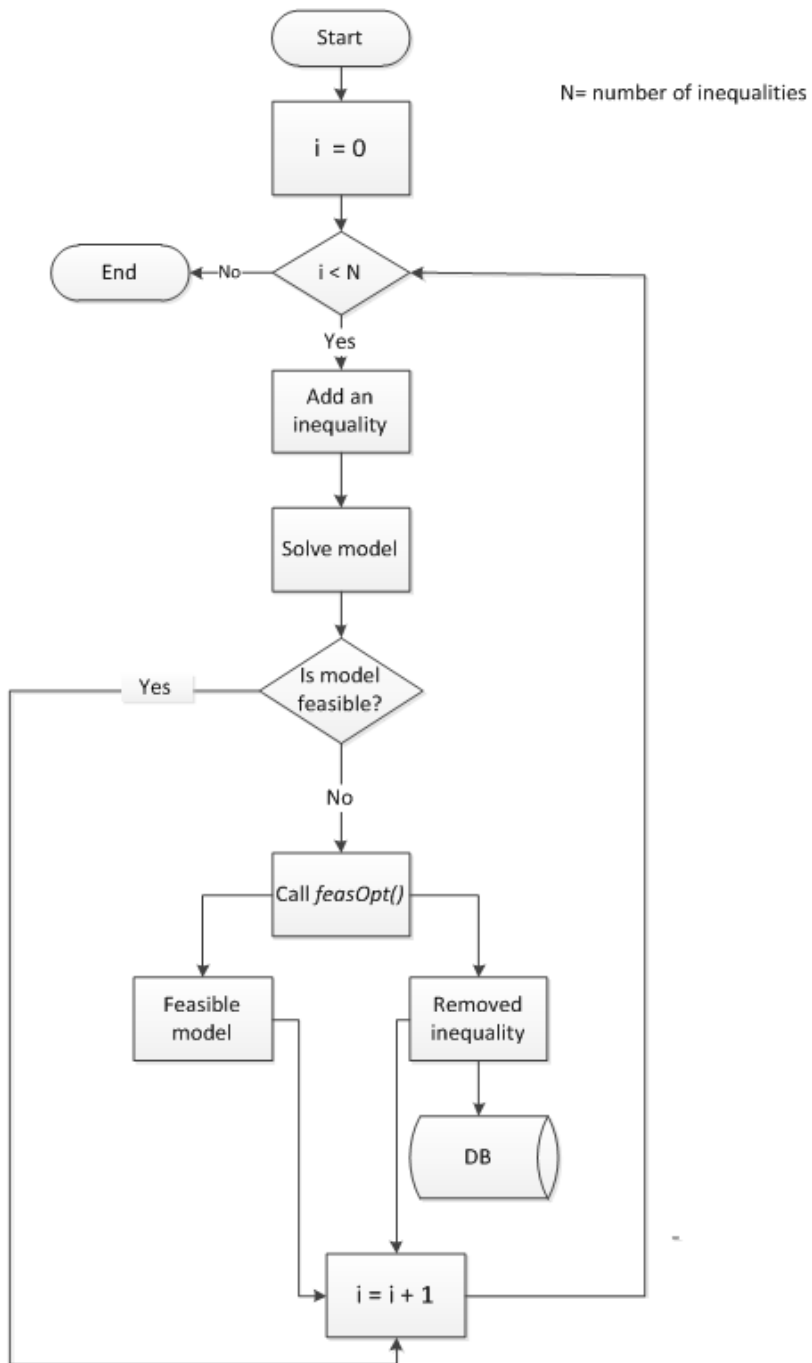 Start
N= number of inequalities
i = 0
End
No
i < N
Yes
Add an
inequality
Solve model
Yes
Is model
feasible?
No
Call feasOpt()
Feasible
model
Removed
inequality
DB
i = i + 1